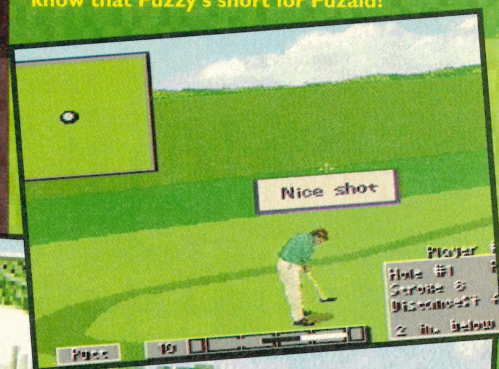 know that Fuzzy's short for Fuzald!
Nice shot
Player
Hole #1
Stroke 6
Distance
2 in. below
Putt 10